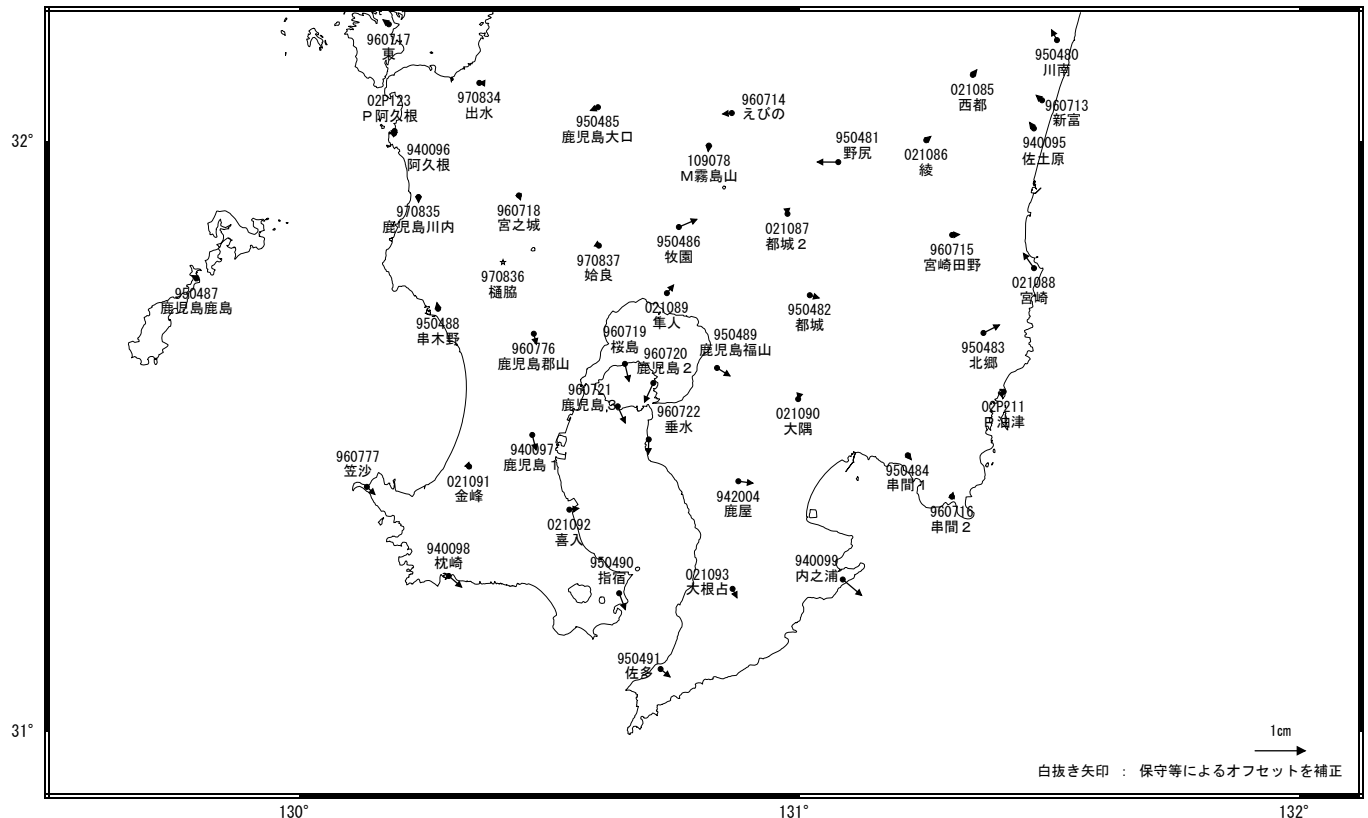 960717
東
950480
川南
02P123
P阿久根
970834
出水
950485
鹿児島大口
960714
えびの
021085
西都
960713
新富
32°
940096
阿久根
109078
M霧島山
950481
野尻
021086
綾
940095
佐土原
970835
鹿児島川内
960718
宮之城
950486
牧園
021087
都城2
960715
宮崎田野
970836
樋脇
970837
姶良
021088
宮崎
950487
鹿児島鹿島
950488
串木野
021089
隼人
950482
都城
960776
鹿児島郡山
960719
桜島
960720
鹿児島2
950489
鹿児島福山
950483
北郷
960721
鹿児島3
960722
垂水
021090
大隅
02P211
P油津
960777
笠沙
940097
鹿児島1
021091
金峰
942004
鹿屋
950484
串間1
960716
串間2
021092
喜入
940098
枕崎
950490
指宿
021093
大根占
940099
内之浦
950491
佐多
31°
1cm
白抜き矢印 : 保守等によるオフセットを補正
130°
131°
132°